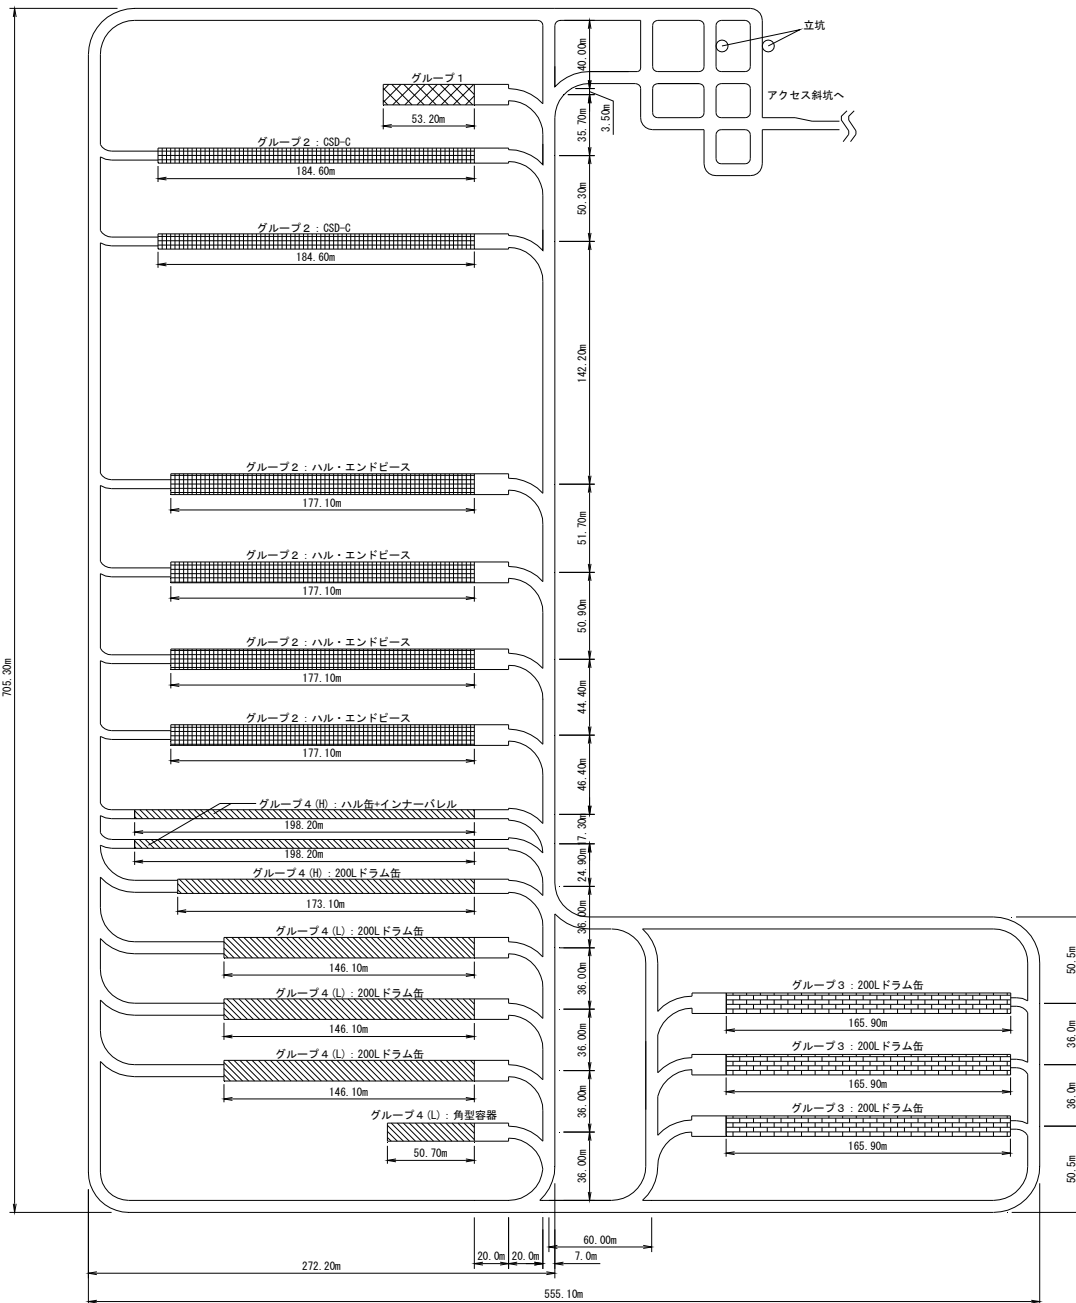 立坑
40.00m
グループ1
アクセス斜坑へ
53.20m
3.50m
35.70m
グループ2：CSD-C
184.60m
50.30m
グループ2：CSD-C
184.60m
142.20m
グループ2：ハル・エンドピース
177.10m
51.70m
グループ2：ハル・エンドピース
177.10m
50.90m
705.30m
グループ2：ハル・エンドピース
177.10m
44.40m
グループ2：ハル・エンドピース
177.10m
46.40m
グループ4(H)：ハル缶+インナーバレル
198.20m
17.30m
198.20m
24.90m
グループ4(H)：200Lドラム缶
173.10m
36.00m
グループ4(L)：200Lドラム缶
146.10m
36.00m
50.5m
グループ3：200Lドラム缶
165.90m
グループ4(L)：200Lドラム缶
146.10m
36.00m
36.0m
グループ3：200Lドラム缶
165.90m
グループ4(L)：200Lドラム缶
146.10m
36.00m
36.0m
グループ3：200Lドラム缶
165.90m
グループ4(L)：角型容器
50.70m
36.00m
50.5m
60.00m
20.0m
20.0m
7.0m
272.20m
555.10m